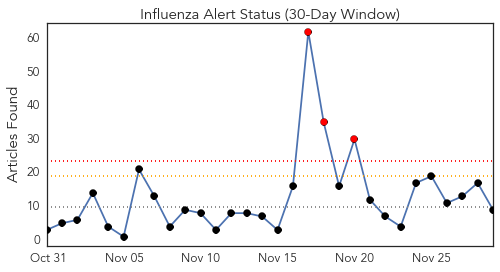 Influenza Alert Status (30-Day Window)
Articles Found
60
50
40
30
20
10
0
Oct 31
Nov 05
Nov 10
Nov 15
Nov 20
Nov 25